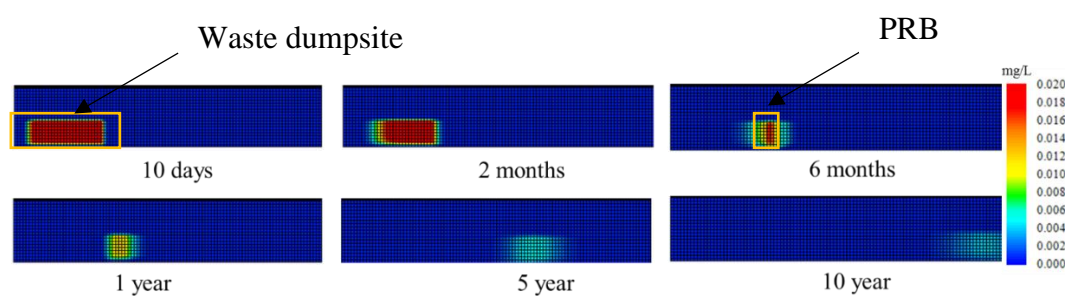 Waste dumpsite
PRB
mg/L
0.020
0.018
0.016
0.014
0.012
0.010
0.008
0.006
0.004
0.002
0.000
10 days
2 months
6 months
1 year
5 year
10 year